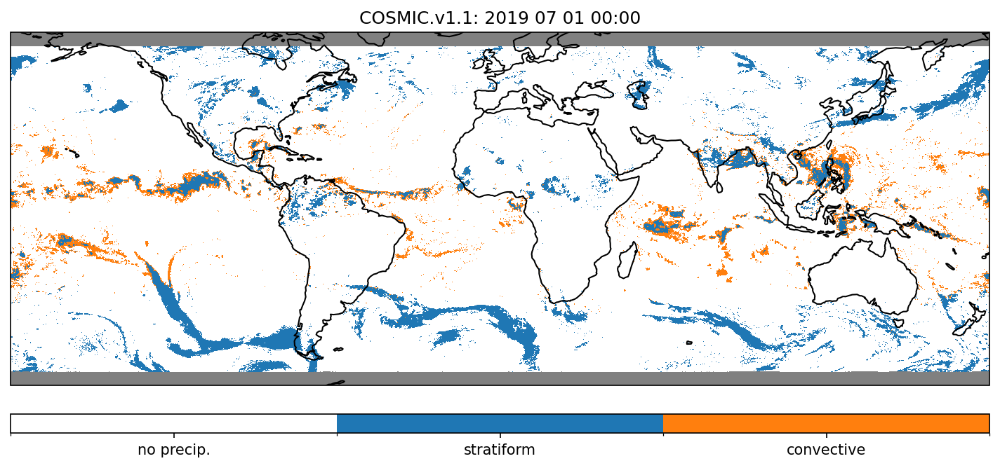 COSMIC.v1.1: 2019 07 01 00:00
no precip.
stratiform
convective